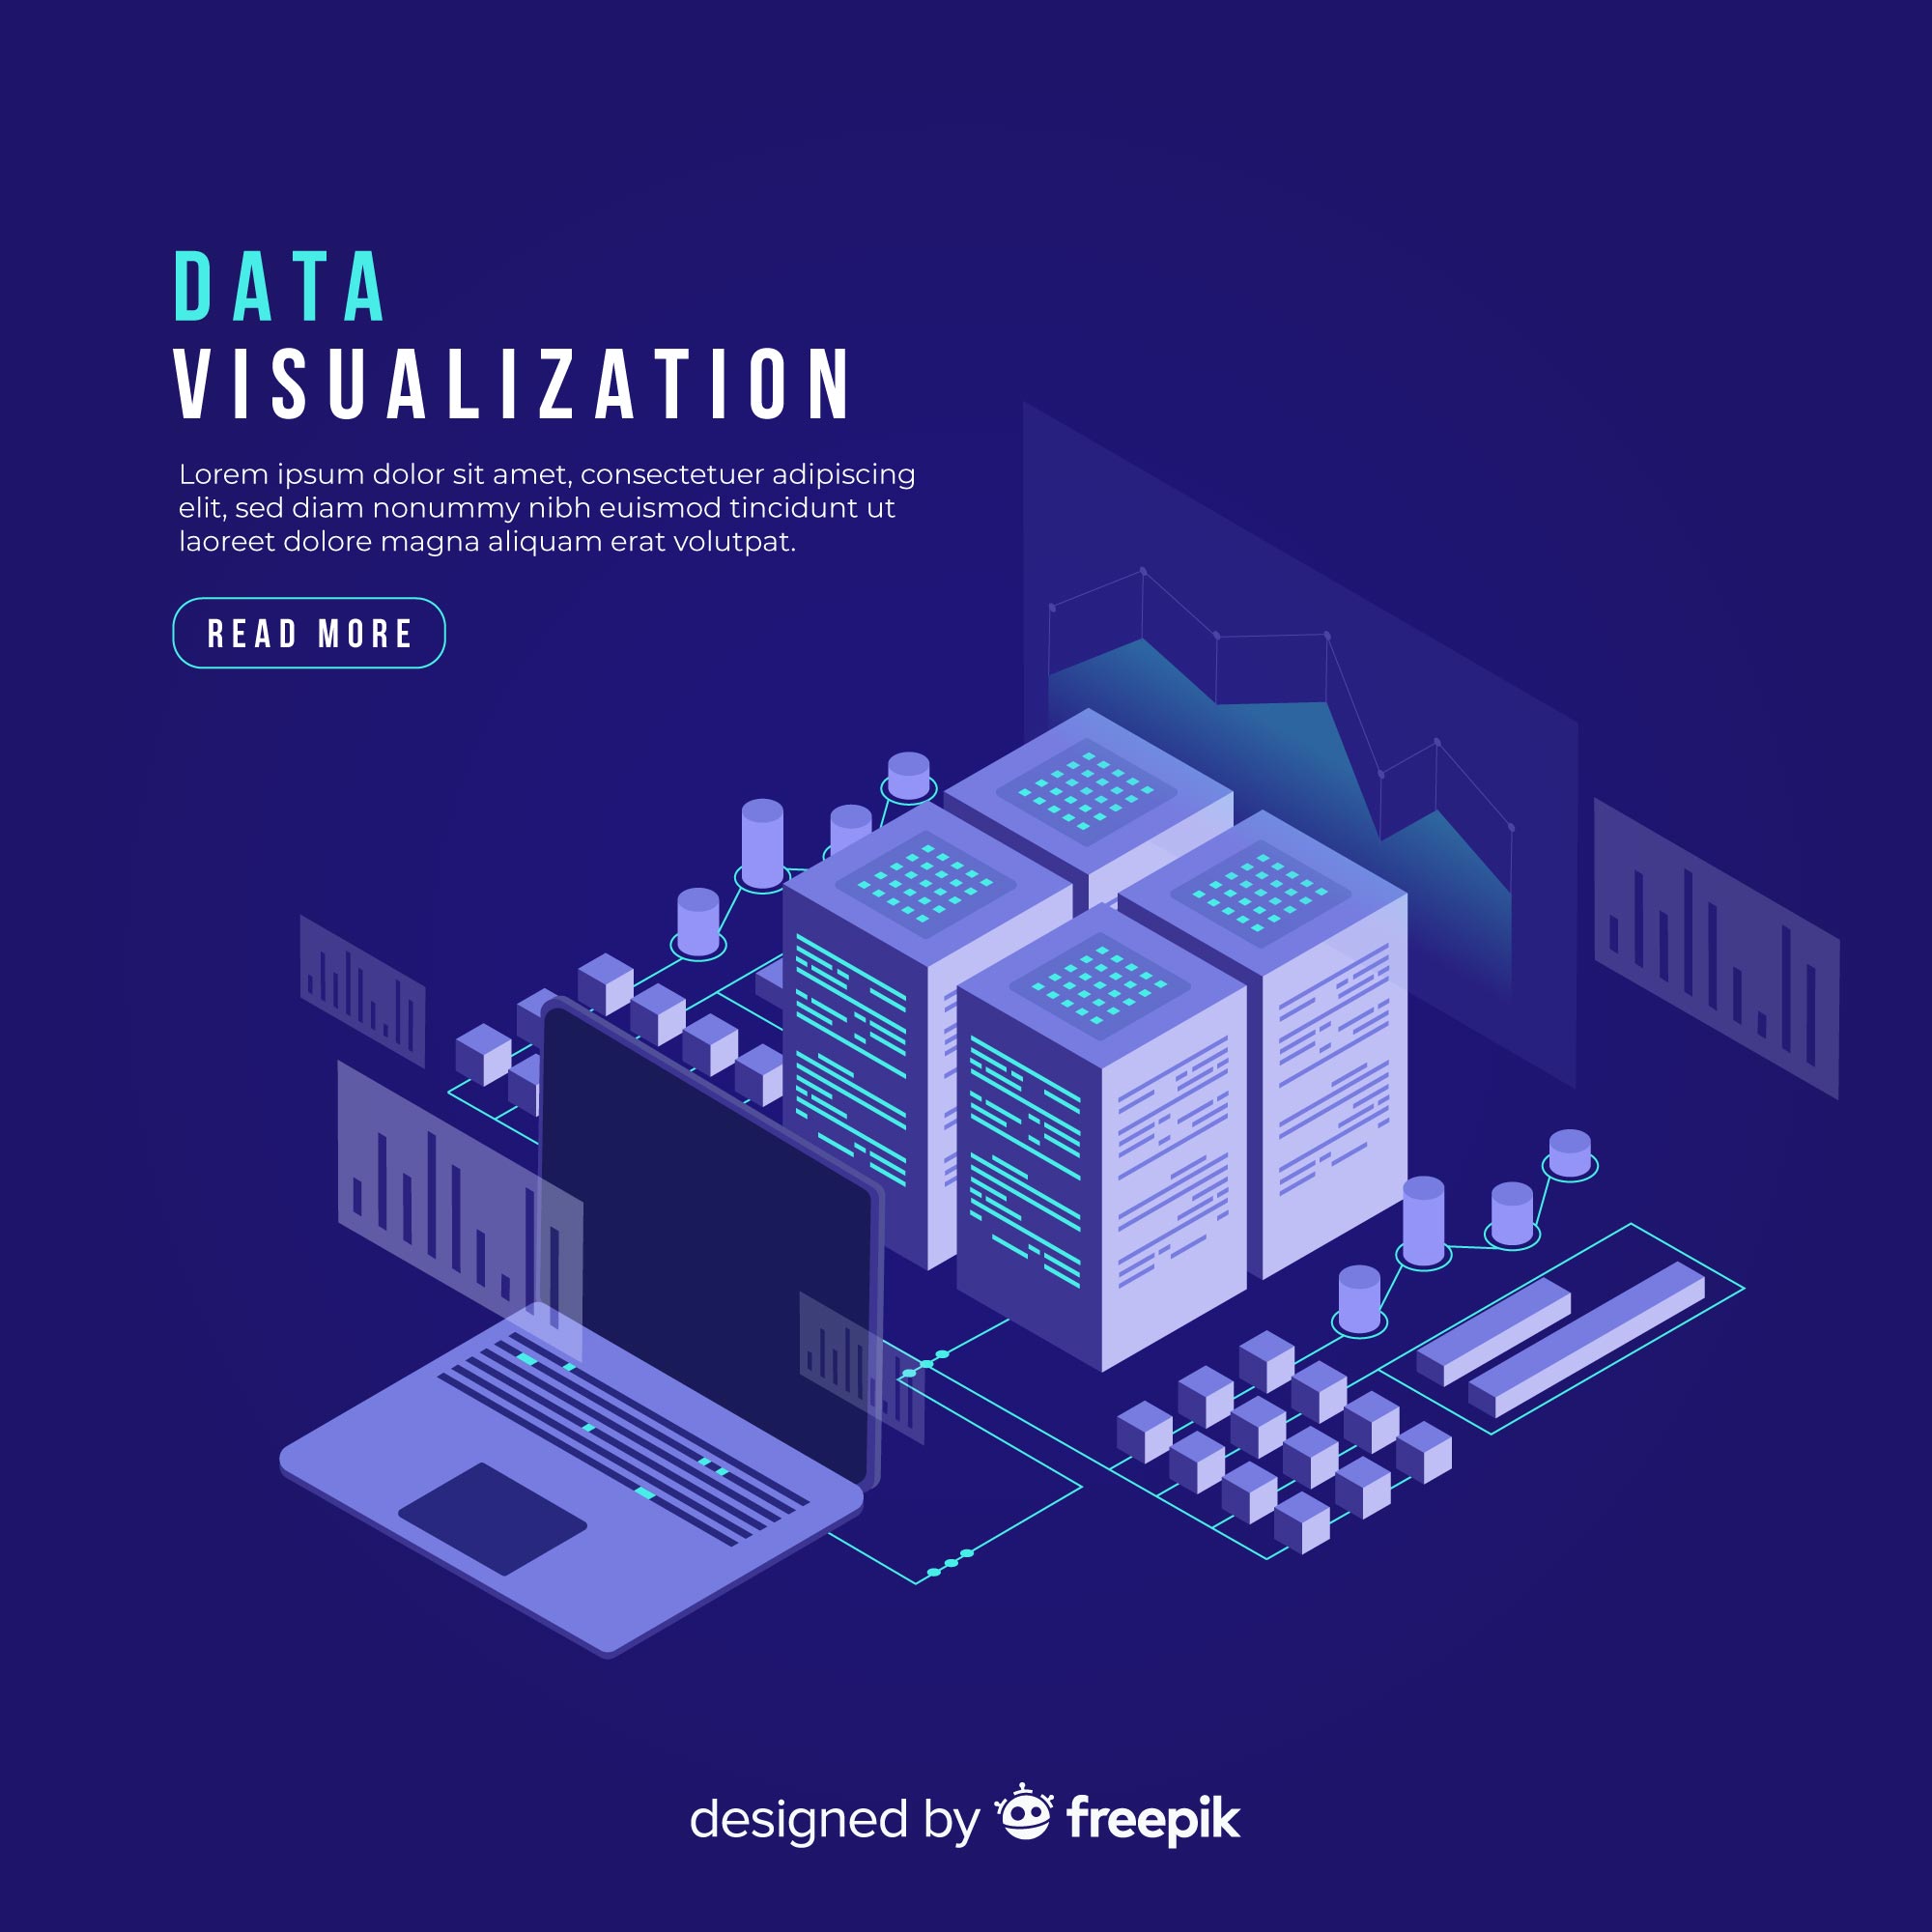 DATA
VISUALIZATION
Lorem ipsum dolor sit amet, consectetuer adipiscing
elit, sed diam nonummy nibh euismod tincidunt ut
laoreet dolore magna aliquam erat volutpat.
READ MORE
designed by freepik